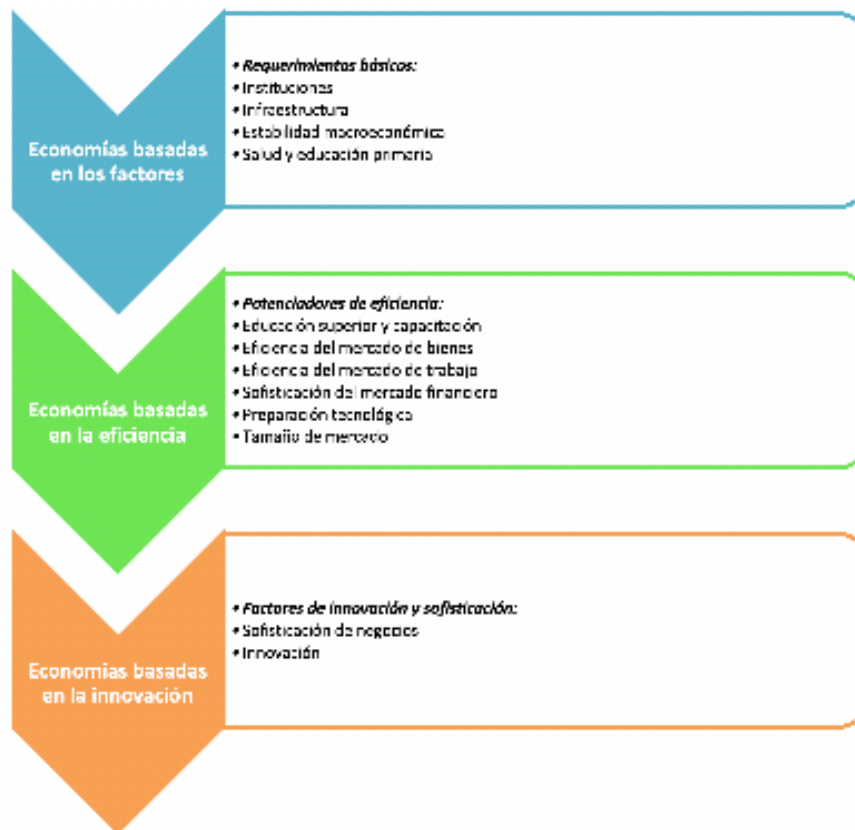 Economías basadas
en los factores
• Requerimientos básicos:
• Instituciones
• Infraestructura
• Estabilidad macroeconómica
• Salud y educación primaria
Economías basadas
en la eficiencia
• Potenciadores de eficiencia:
• Educación superior y capacitación
• Eficiencia del mercado de bienes
• Eficiencia del mercado de trabajo
• Sofisticación del mercado financiero
• Preparación tecnológica
• Tamaño de mercado
Economías basadas
en la innovación
• Factores de innovación y sofisticación:
• Sofisticación de negocios
• Innovación